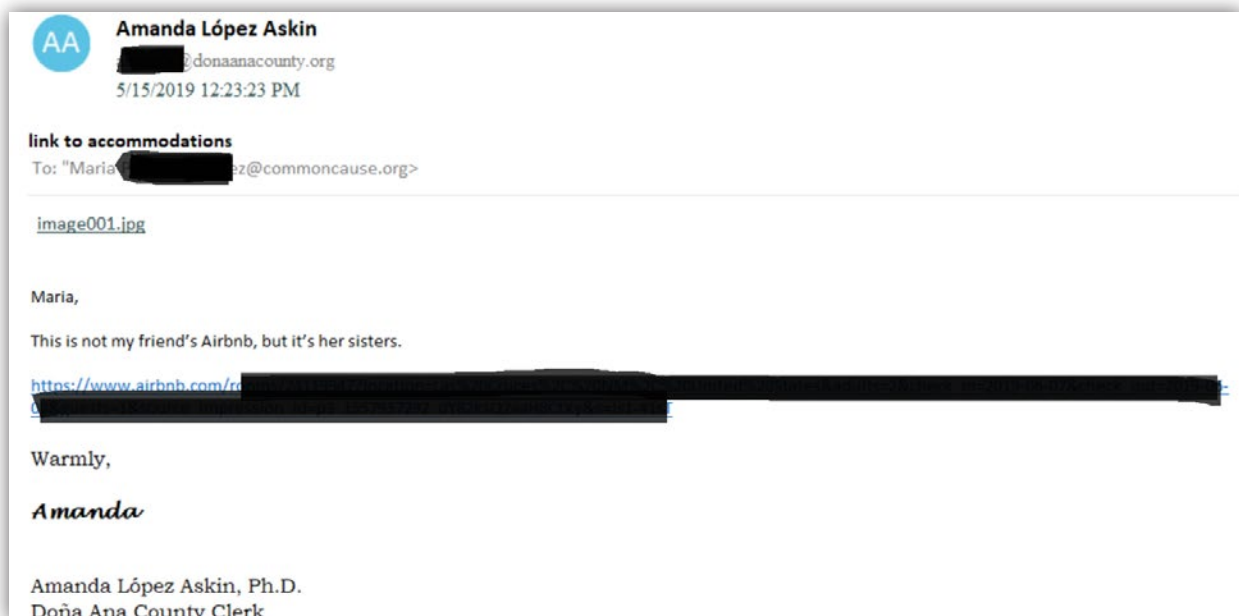 AA
Amanda López Askin
@donaanacounty.org
5/15/2019 12:23:23 PM
link to accommodations
To: "Maria ez@commoncause.org>
image001.jpg
Maria,
This is not my friend's Airbnb, but it's her sisters.
https://www.airbnb.com/ro
Warmly,
Amanda
Amanda López Askin, Ph.D.
Doña Ana County Clerk